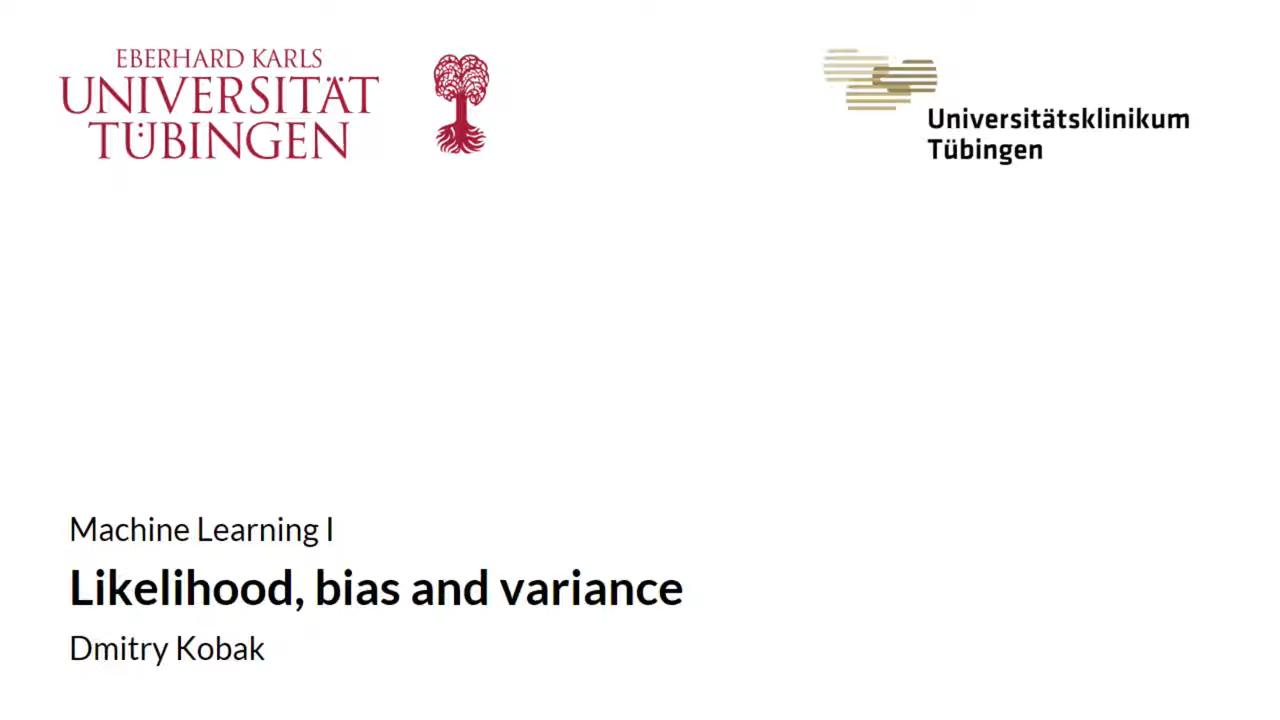 EBERHARD KARLS
UNIVERSITÄT
TÜBINGEN
Universitätsklinikum
Tübingen
Machine Learning I
Likelihood, bias and variance
Dmitry Kobak